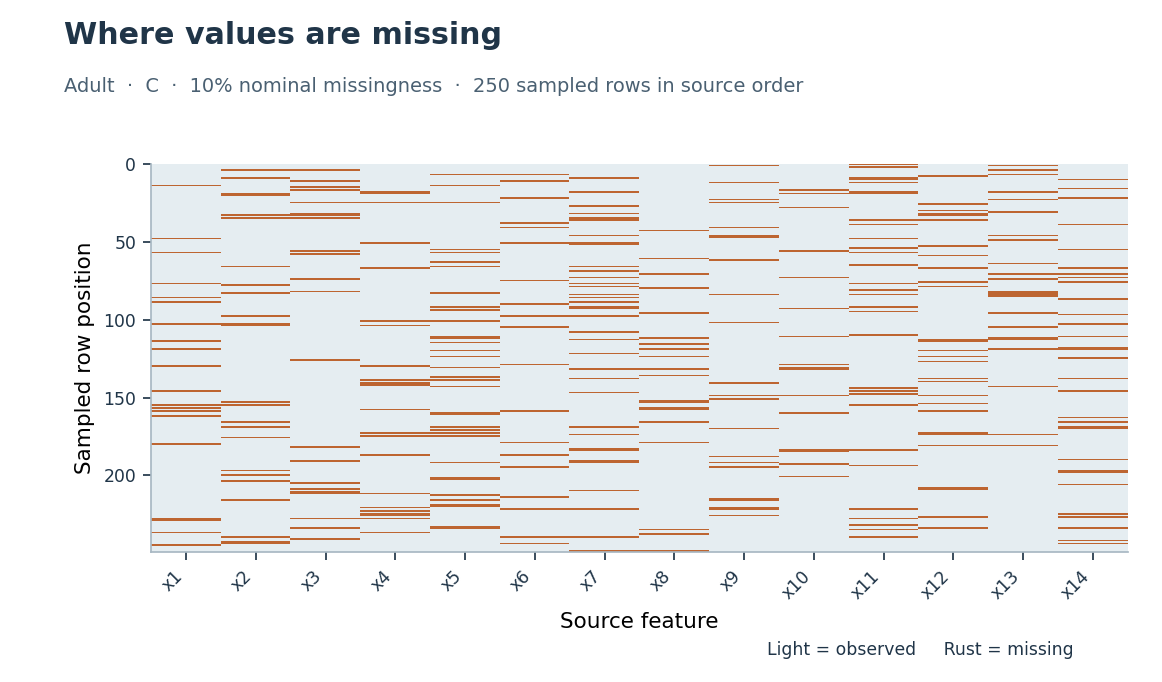 Where values are missing
Adult · C · 10% nominal missingness · 250 sampled rows in source order
0
50
100
150
200
Sampled row position
x1 x2 x3 x4 x5 x6 x7 x8 x9 x10 x11 x12 x13 x14
Source feature
Light = observed Rust = missing